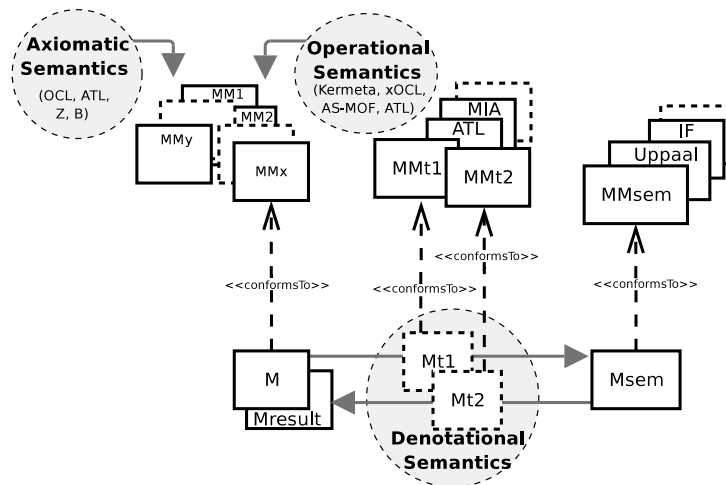 Axiomatic
Semantics
(OCL, ATL,
Z, B)
Operational
Semantics
(Kermeta, xOCL,
AS-MOF, ATL)
MM1
MM2
MMy
MMx
MIA
ATL
MMt1
MMt2
IF
Uppaal
MMsem
<<conformsTo>>
<<conformsTo>>
<<conformsTo>>
<<conformsTo>>
M
Mresult
Mt1
Mt2
Msem
Denotational
Semantics